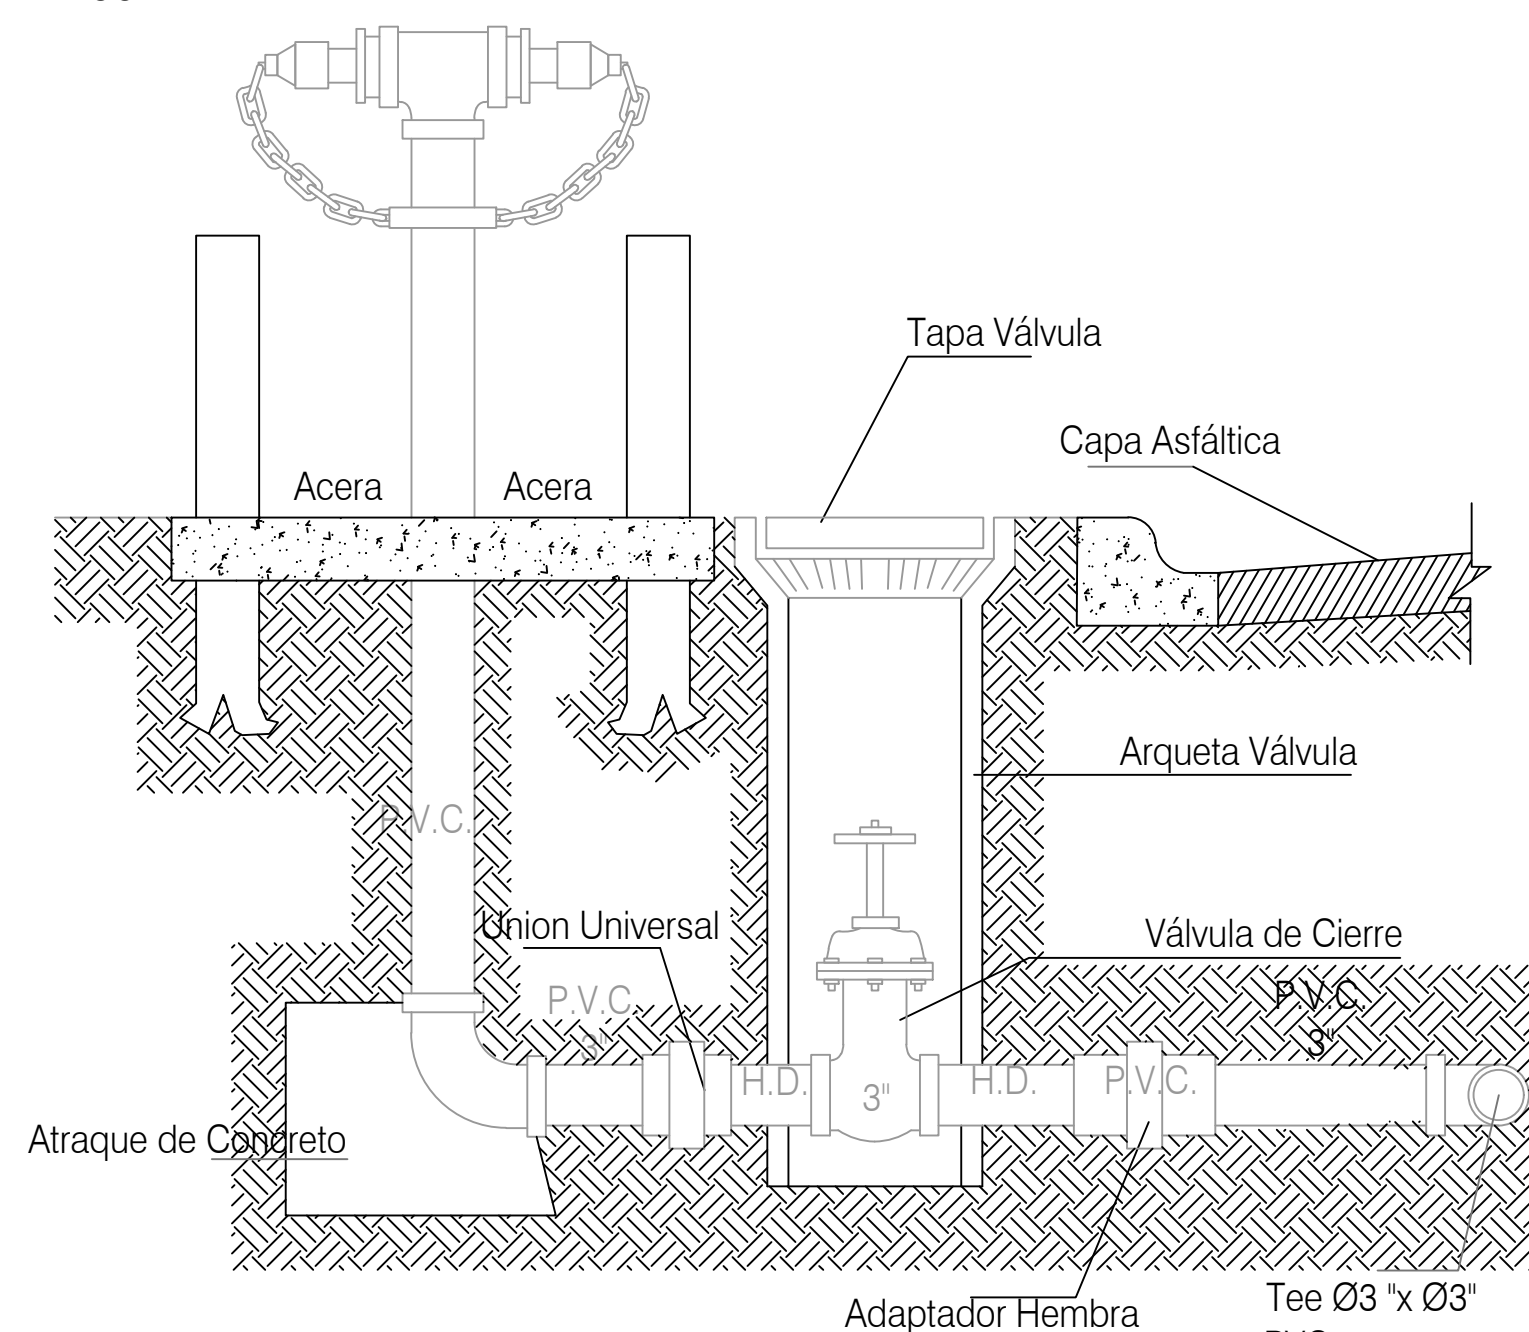 Tapa Válvula
Capa Asfáltica
Acera
Acera
Arqueta Válvula
P.V.C.
Union Universal
Válvula de Cierre
P.V.C.
3"
P.V.C.
3"
H.D.
3"
H.D.
P.V.C.
Atraque de Concreto
Adaptador Hembra
Tee Ø3 "x Ø3"